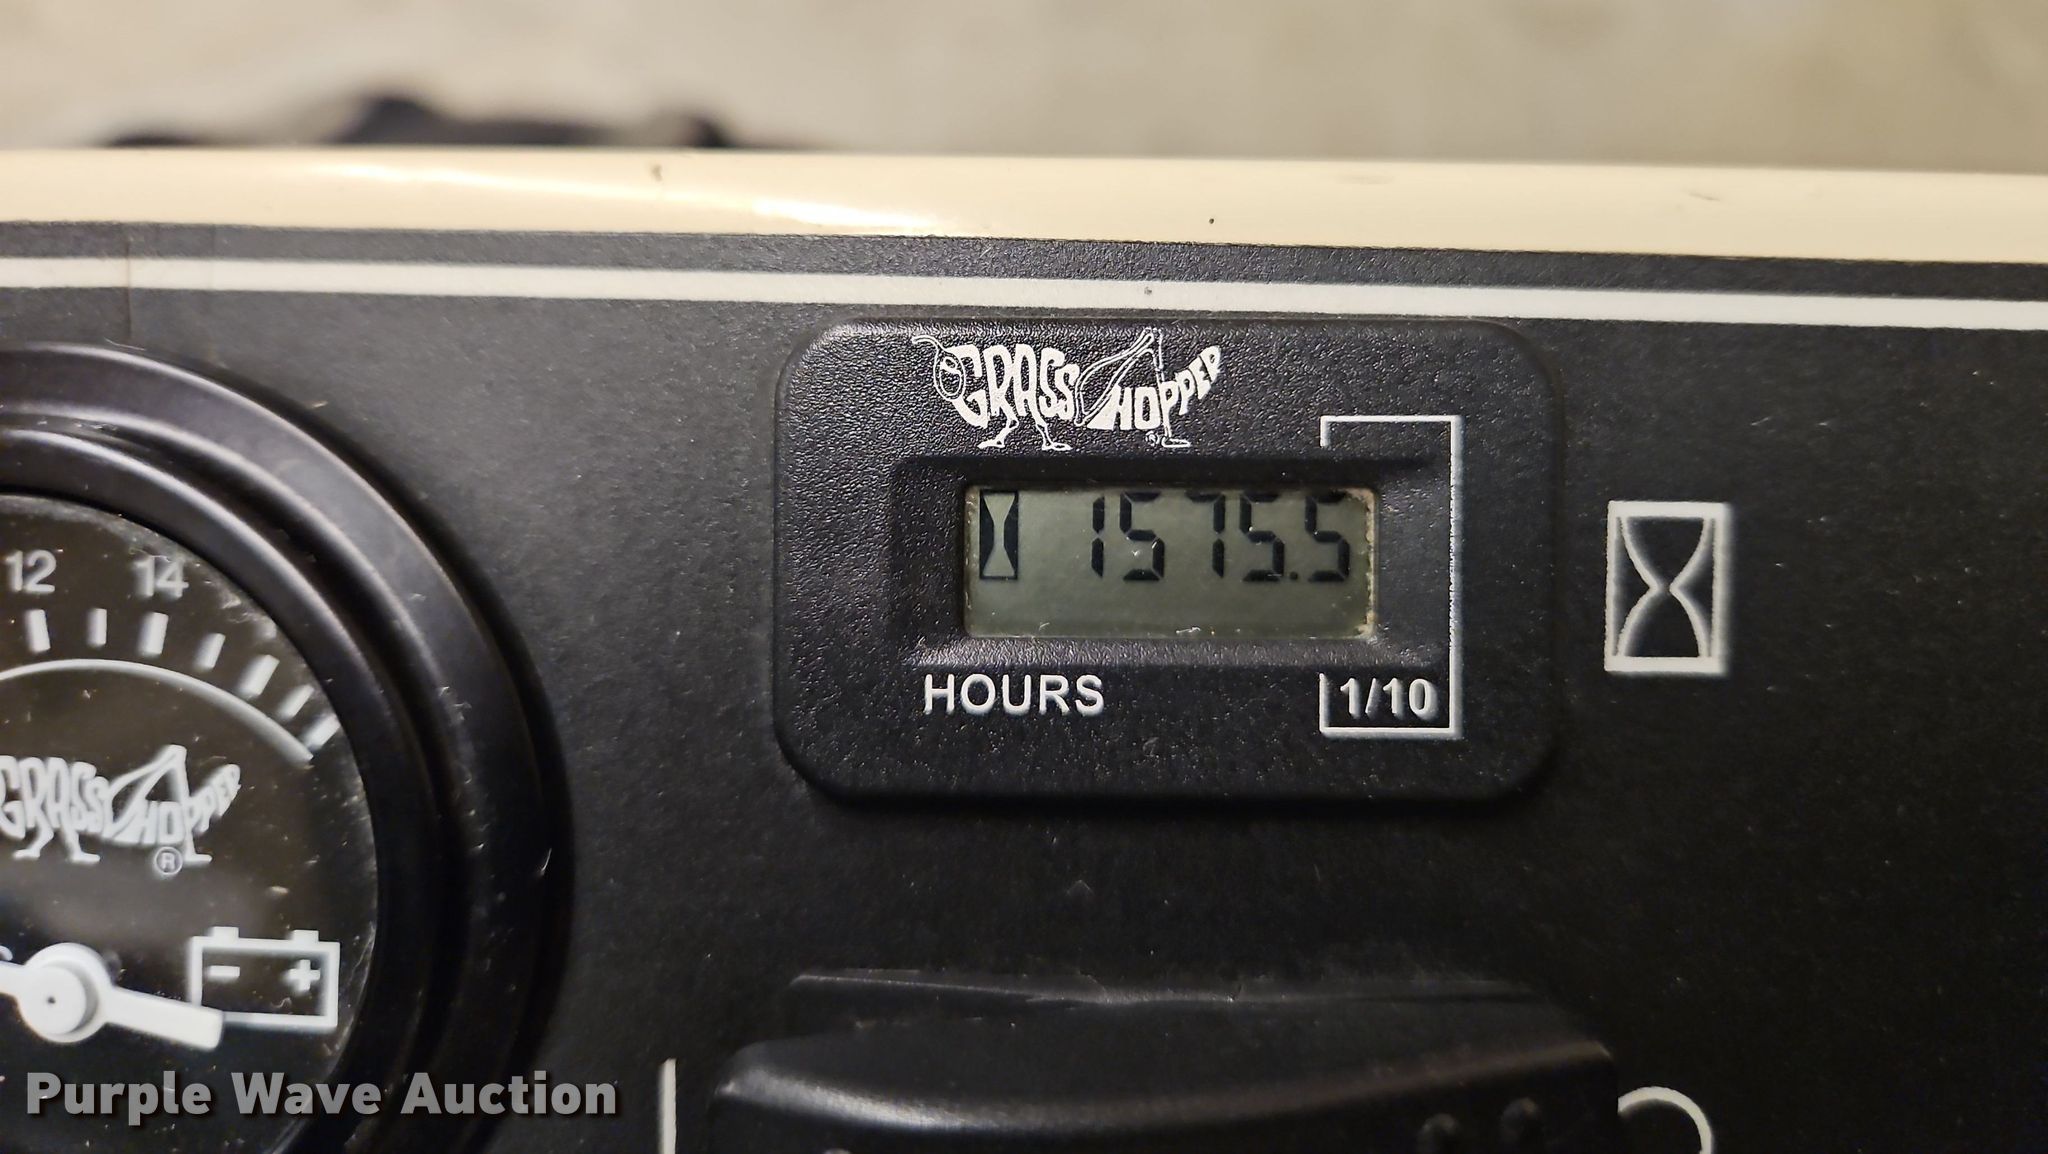 GRASSHOPPER
®
1575.5
HOURS
1/10
12 14
GRASSHOPPER
®
- +
Purple Wave Auction